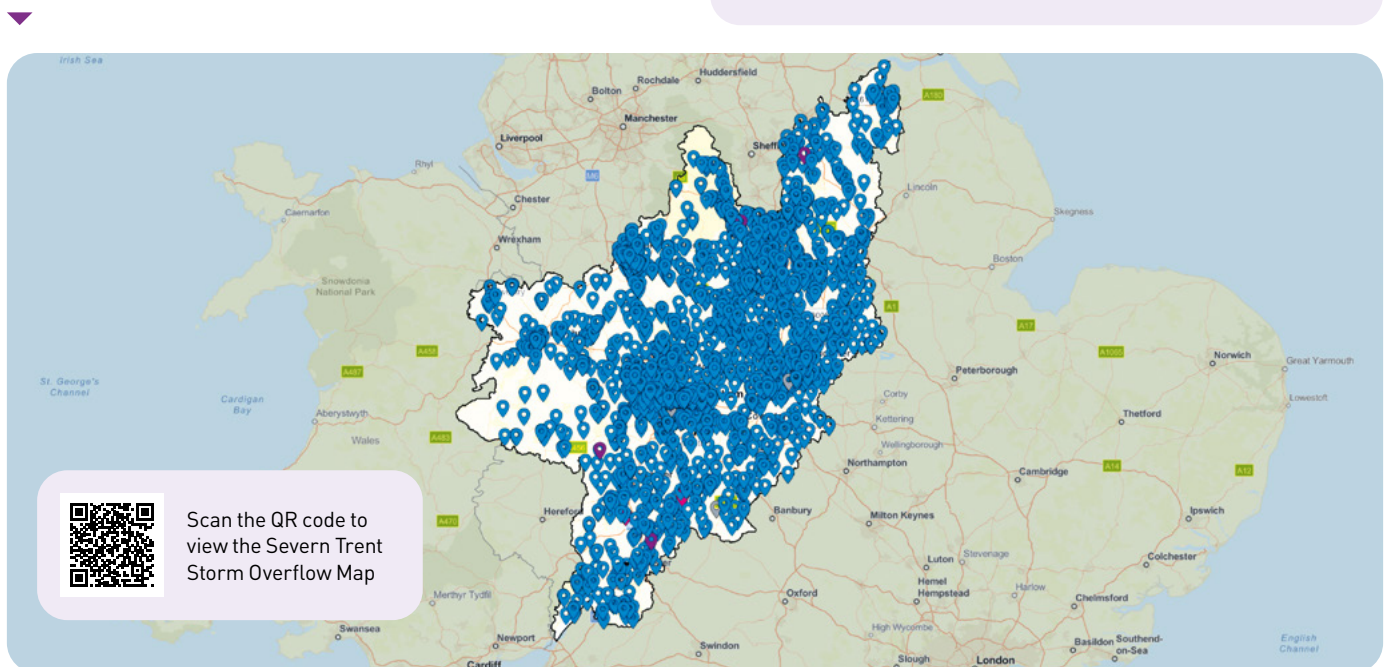 Irish Sea
Huddersfield
Rochdale
Bolton
A180
Manchester
Liverpool
Sheff
Rhyl
Lincoln
Chester
Caernarfon
Skegness
Wrexham
Boston
Snowdonia
National Park
A1
A17
A458
A1065
Norwich
Great Yarmouth
A487
Peterborough
St. George's
Channel
Corby
Lowestoft
Cardigan
Bay
Aberystwyth
Thetford
Kettering
Wales
A483
Wellingborough
Northampton
A14
A12
Cambridge
Hereford
Banbury
Milton Keynes
Ipswich
A470
Scan the QR code to
view the Severn Trent
Storm Overflow Map
Colchester
Luton
Stevenage
Hemel
Hempstead
Harlow
Merthyr Tydfil
Oxford
Chelmsford
High Wycombe
Swansea
Newport
Swindon
Basildon
Southend-
on-Sea
English
Channel
Cardiff
Slough
London